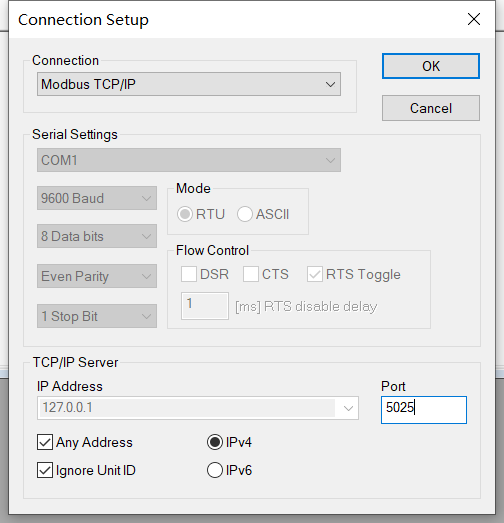 Connection Setup
Connection
Modbus TCP/IP
OK
Cancel
Serial Settings
COM1
9600 Baud
Mode
RTU
ASCII
8 Data bits
Flow Control
Even Parity
DSR
CTS
RTS Toggle
1 Stop Bit
1
[ms] RTS disable delay
TCP/IP Server
IP Address
Port
127.0.0.1
5025
Any Address
IPv4
Ignore Unit ID
IPv6